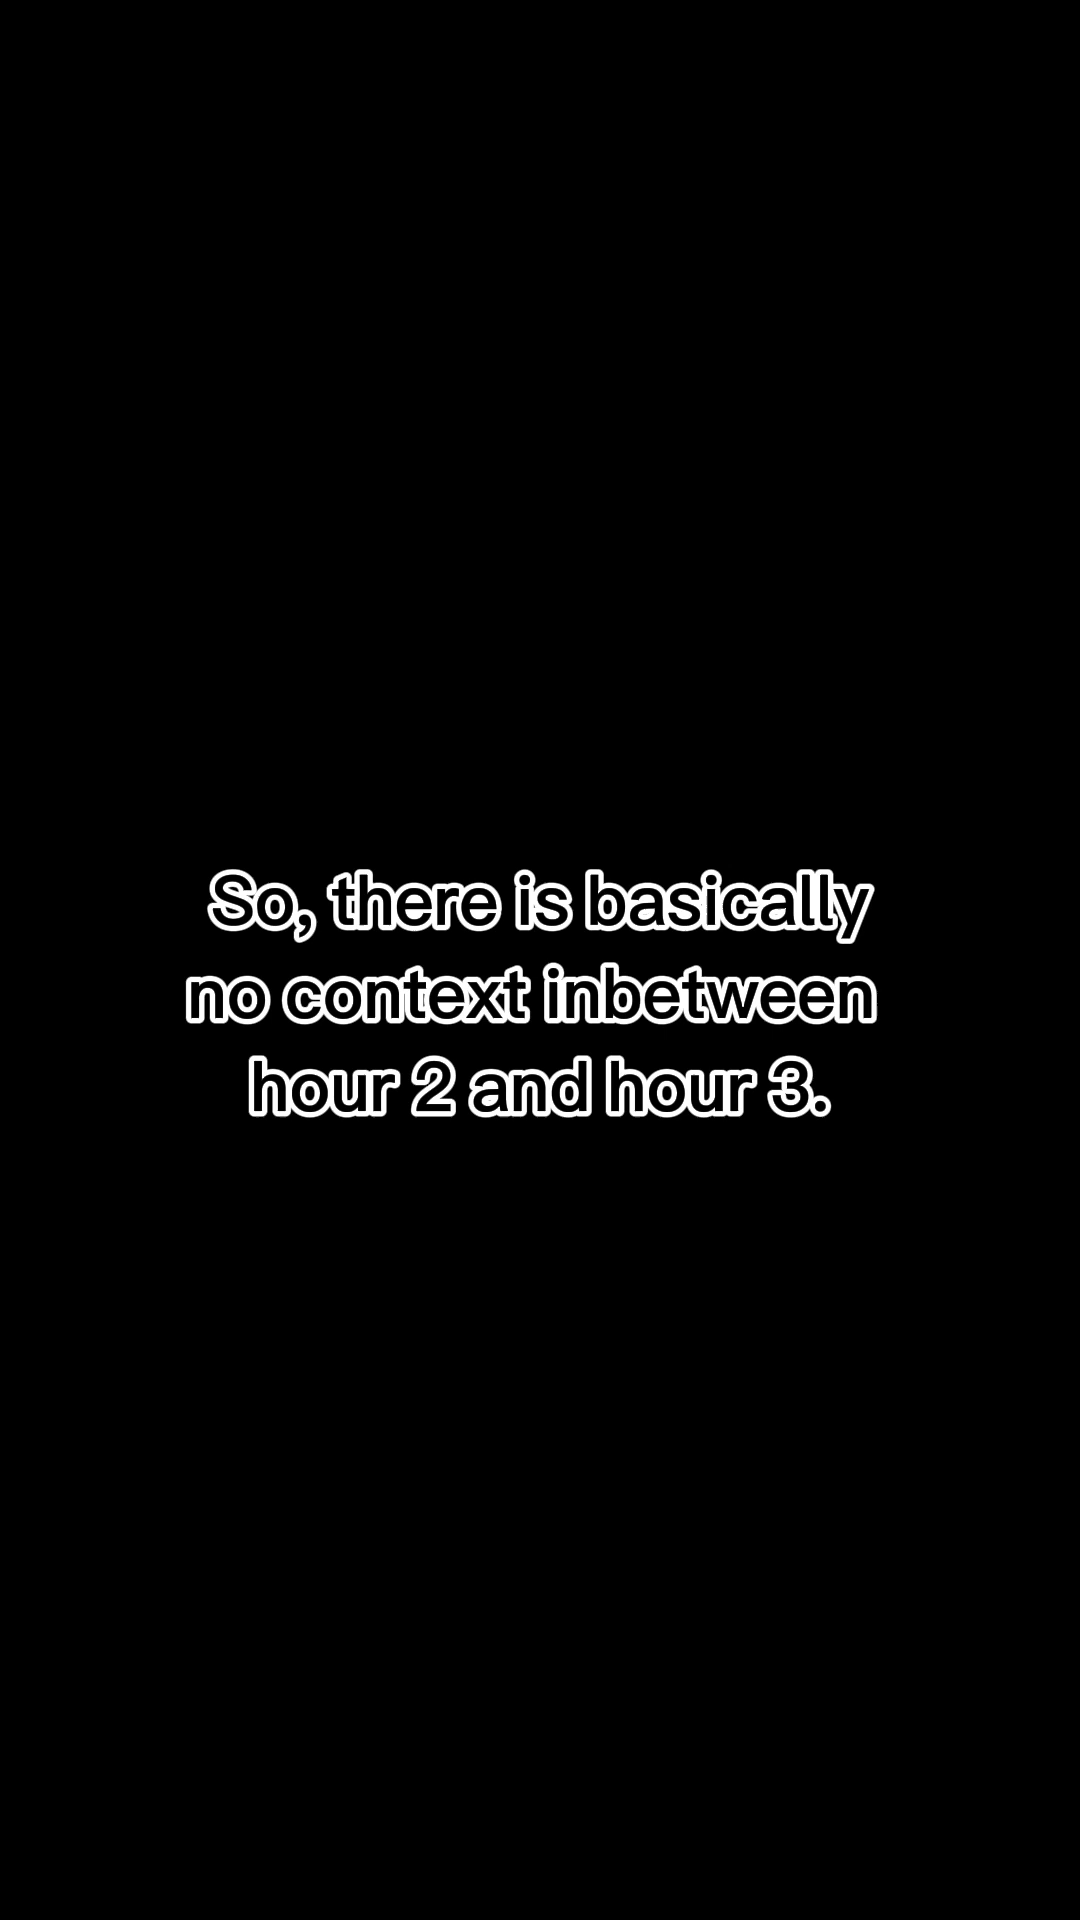 So, there is basically
no context inbetween
hour 2 and hour 3.